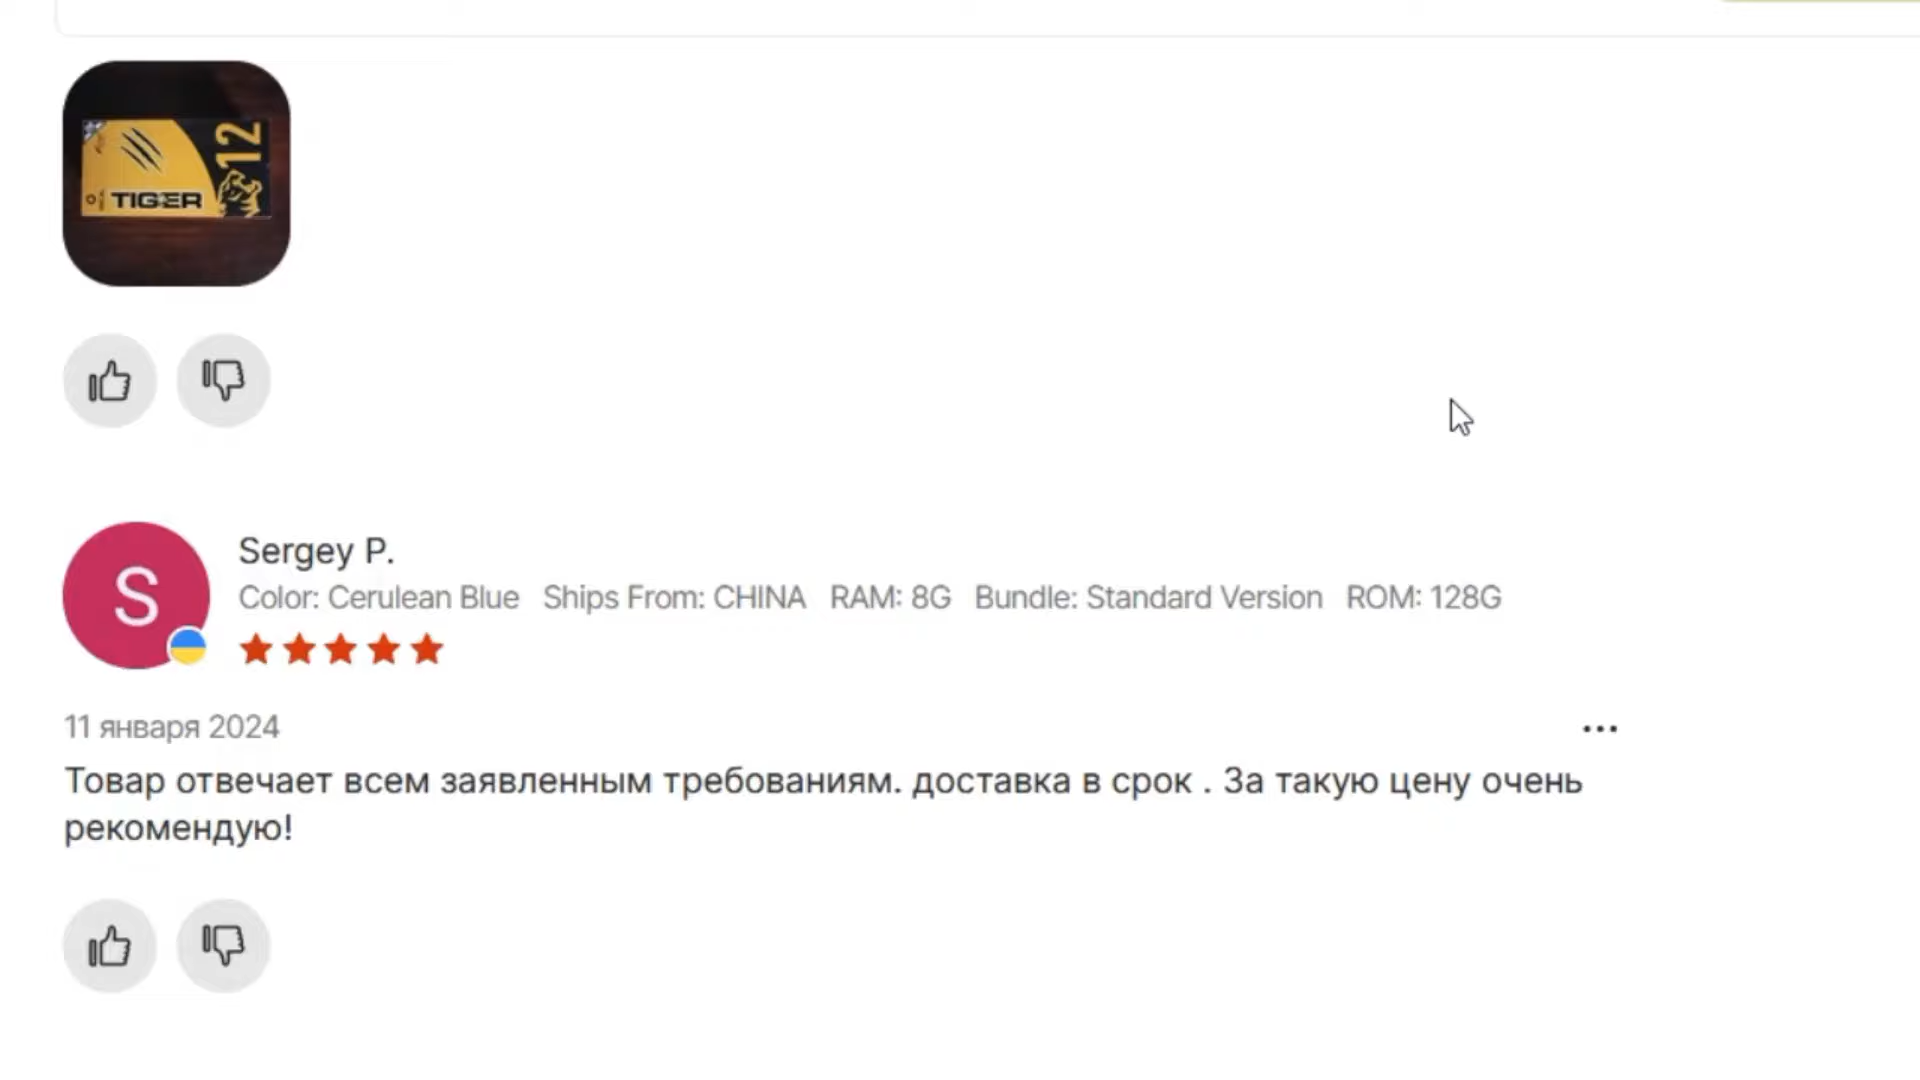 12
TIGER
S
Sergey P.
Color: Cerulean Blue Ships From: CHINA RAM: 8G Bundle: Standard Version ROM: 128G
11 января 2024
Товар отвечает всем заявленным требованиям. доставка в срок . За такую цену очень
рекомендую!